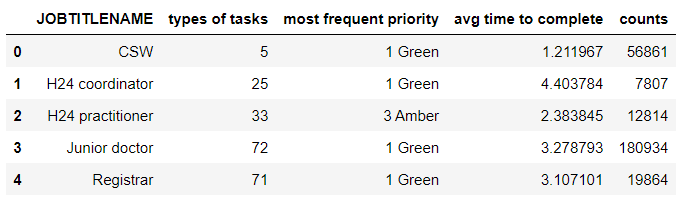 JOBTITLENAME types of tasks most frequent priority avg time to complete counts
0 CSW 5 1 Green 1.211967 56861
1 H24 coordinator 25 1 Green 4.403784 7807
2 H24 practitioner 33 3 Amber 2.383845 12814
3 Junior doctor 72 1 Green 3.278793 180934
4 Registrar 71 1 Green 3.107101 19864